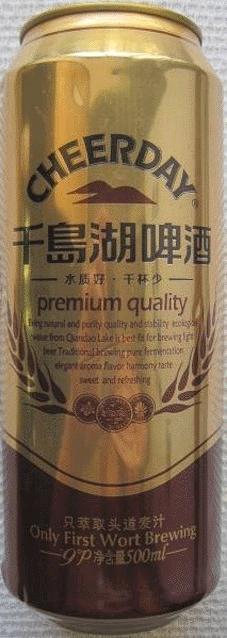 CHEERDAY®
千島湖啤酒
水质好·千杯少
premium quality
Being natural and purity quality and stability ecological
water from Qiandao Lake is best fit for brewing light
beer Traditional brewing pure fermentation
elegant aroma flavor harmony taste
sweet and refreshing
只萃取头道麦汁
Only First Wort Brewing
9°P 净含量500ml